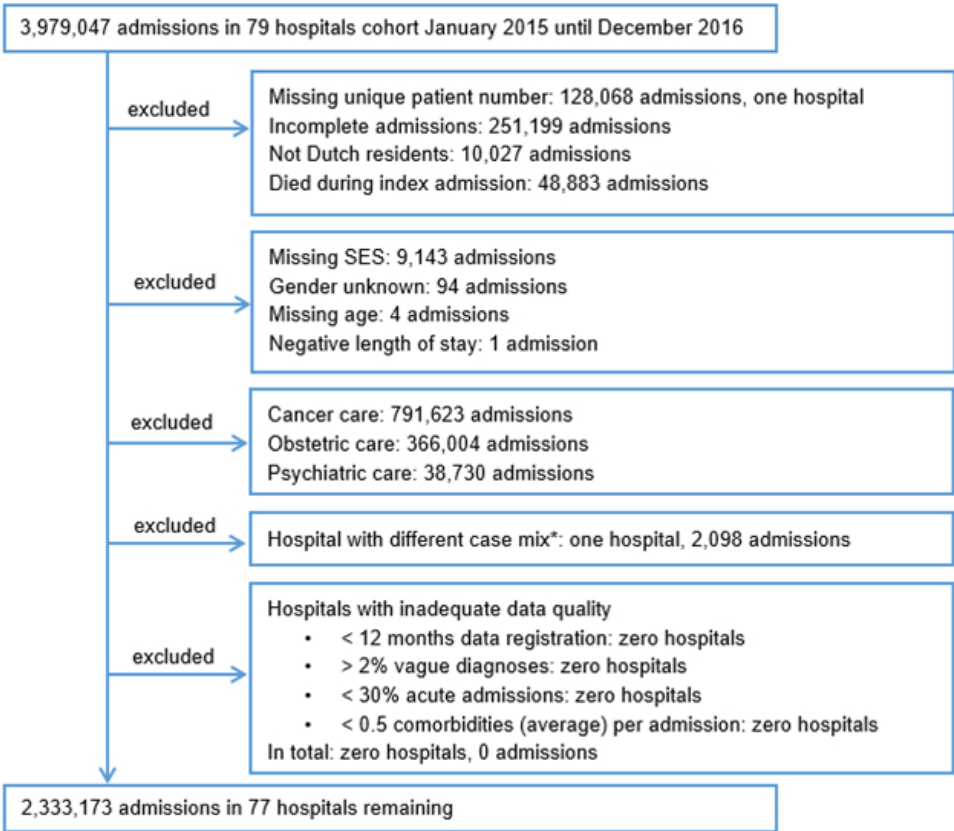 3,979,047 admissions in 79 hospitals cohort January 2015 until December 2016
excluded
Missing unique patient number: 128,068 admissions, one hospital
Incomplete admissions: 251,199 admissions
Not Dutch residents: 10,027 admissions
Died during index admission: 48,883 admissions
excluded
Missing SES: 9,143 admissions
Gender unknown: 94 admissions
Missing age: 4 admissions
Negative length of stay: 1 admission
excluded
Cancer care: 791,623 admissions
Obstetric care: 366,004 admissions
Psychiatric care: 38,730 admissions
excluded
Hospital with different case mix*: one hospital, 2,098 admissions
excluded
Hospitals with inadequate data quality
• < 12 months data registration: zero hospitals
• > 2% vague diagnoses: zero hospitals
• < 30% acute admissions: zero hospitals
• < 0.5 comorbidities (average) per admission: zero hospitals
In total: zero hospitals, 0 admissions
2,333,173 admissions in 77 hospitals remaining